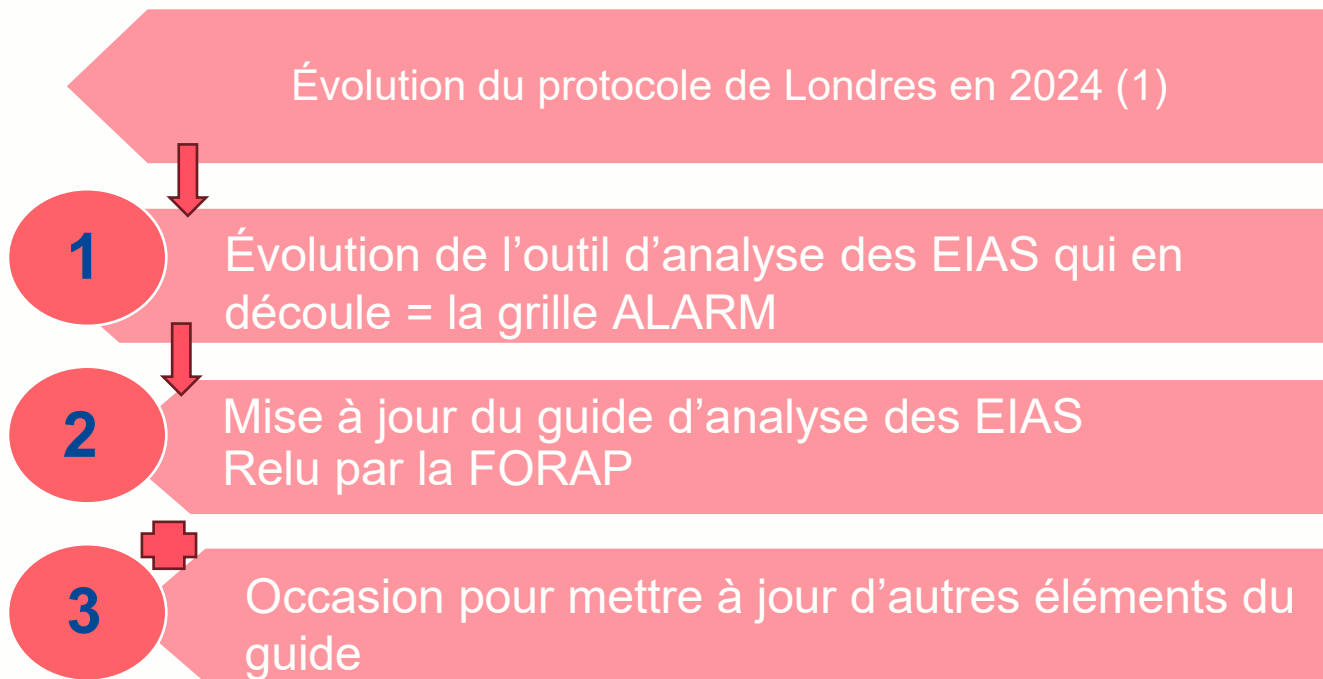 Évolution du protocole de Londres en 2024 (1)
1
Évolution de l’outil d’analyse des EIAS qui en
découle = la grille ALARM
2
Mise à jour du guide d’analyse des EIAS
Relu par la FORAP
3
Occasion pour mettre à jour d’autres éléments du
guide